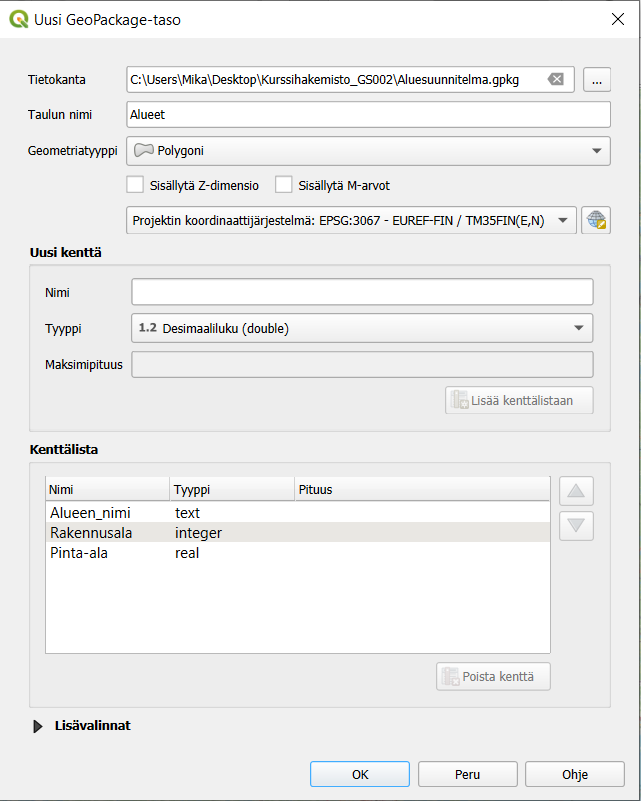 Uusi GeoPackage-taso
Tietokanta C:\Users\Mika\Desktop\Kurssihakemisto_GS002\Aluesuunnitelma.gpkg ...
Taulun nimi Alueet
Geometriatyyppi Polygoni
Sisällytä Z-dimensio Sisällytä M-arvot
Projektin koordinaattijärjestelmä: EPSG:3067 - EUREF-FIN / TM35FIN(E,N)
Uusi kenttä
Nimi
Tyyppi 1.2 Desimaaliluku (double)
Maksimipituus
Lisää kenttälistaan
Kenttälista
Nimi Tyyppi Pituus
Alueen_nimi text
Rakennusala integer
Pinta-ala real
Poista kenttä
Lisävalinnat
OK Peru Ohje